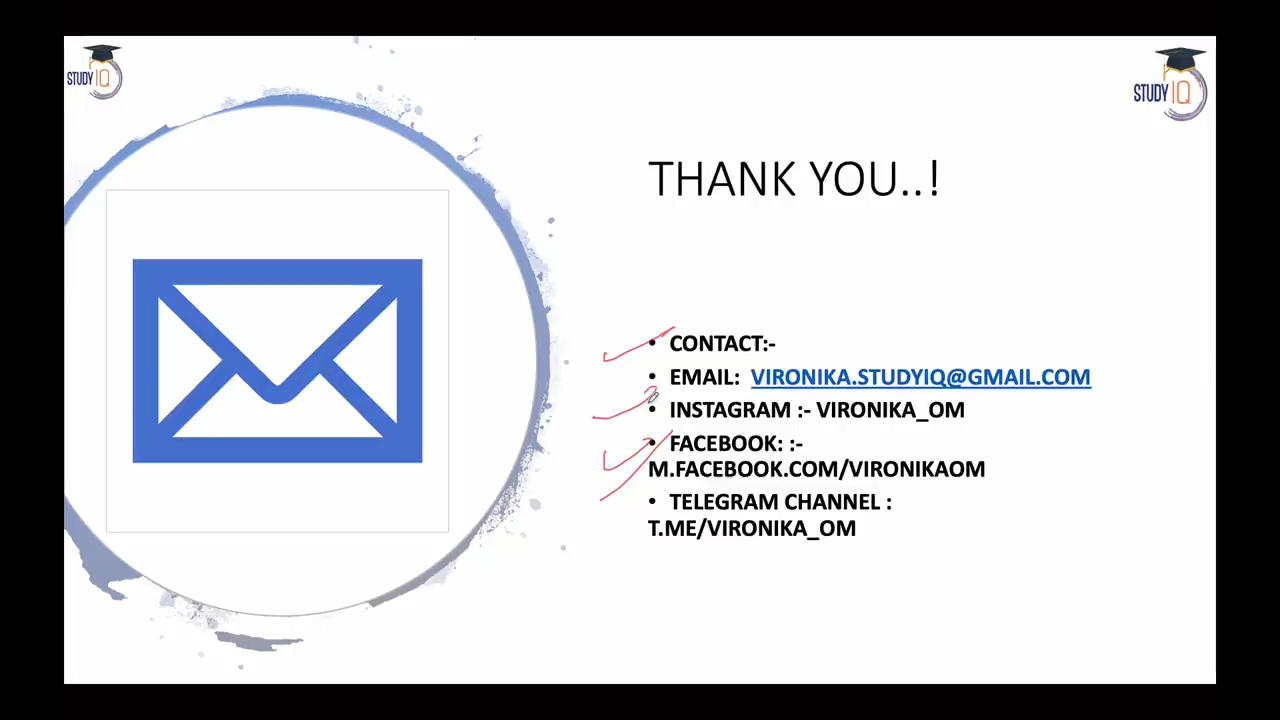 STUDY IQ
STUDY IQ
THANK YOU..!
• CONTACT:-
• EMAIL: VIRONIKA.STUDYIQ@GMAIL.COM
• INSTAGRAM :- VIRONIKA_OM
• FACEBOOK: :-
M.FACEBOOK.COM/VIRONIKAOM
• TELEGRAM CHANNEL :
T.ME/VIRONIKA_OM